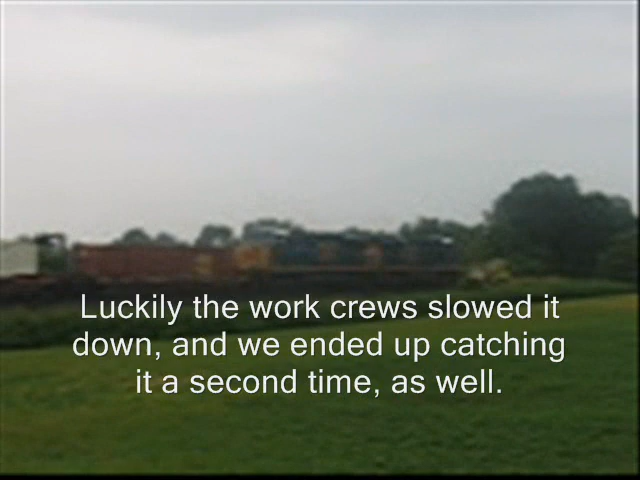 Luckily the work crews slowed it
down, and we ended up catching
it a second time, as well.